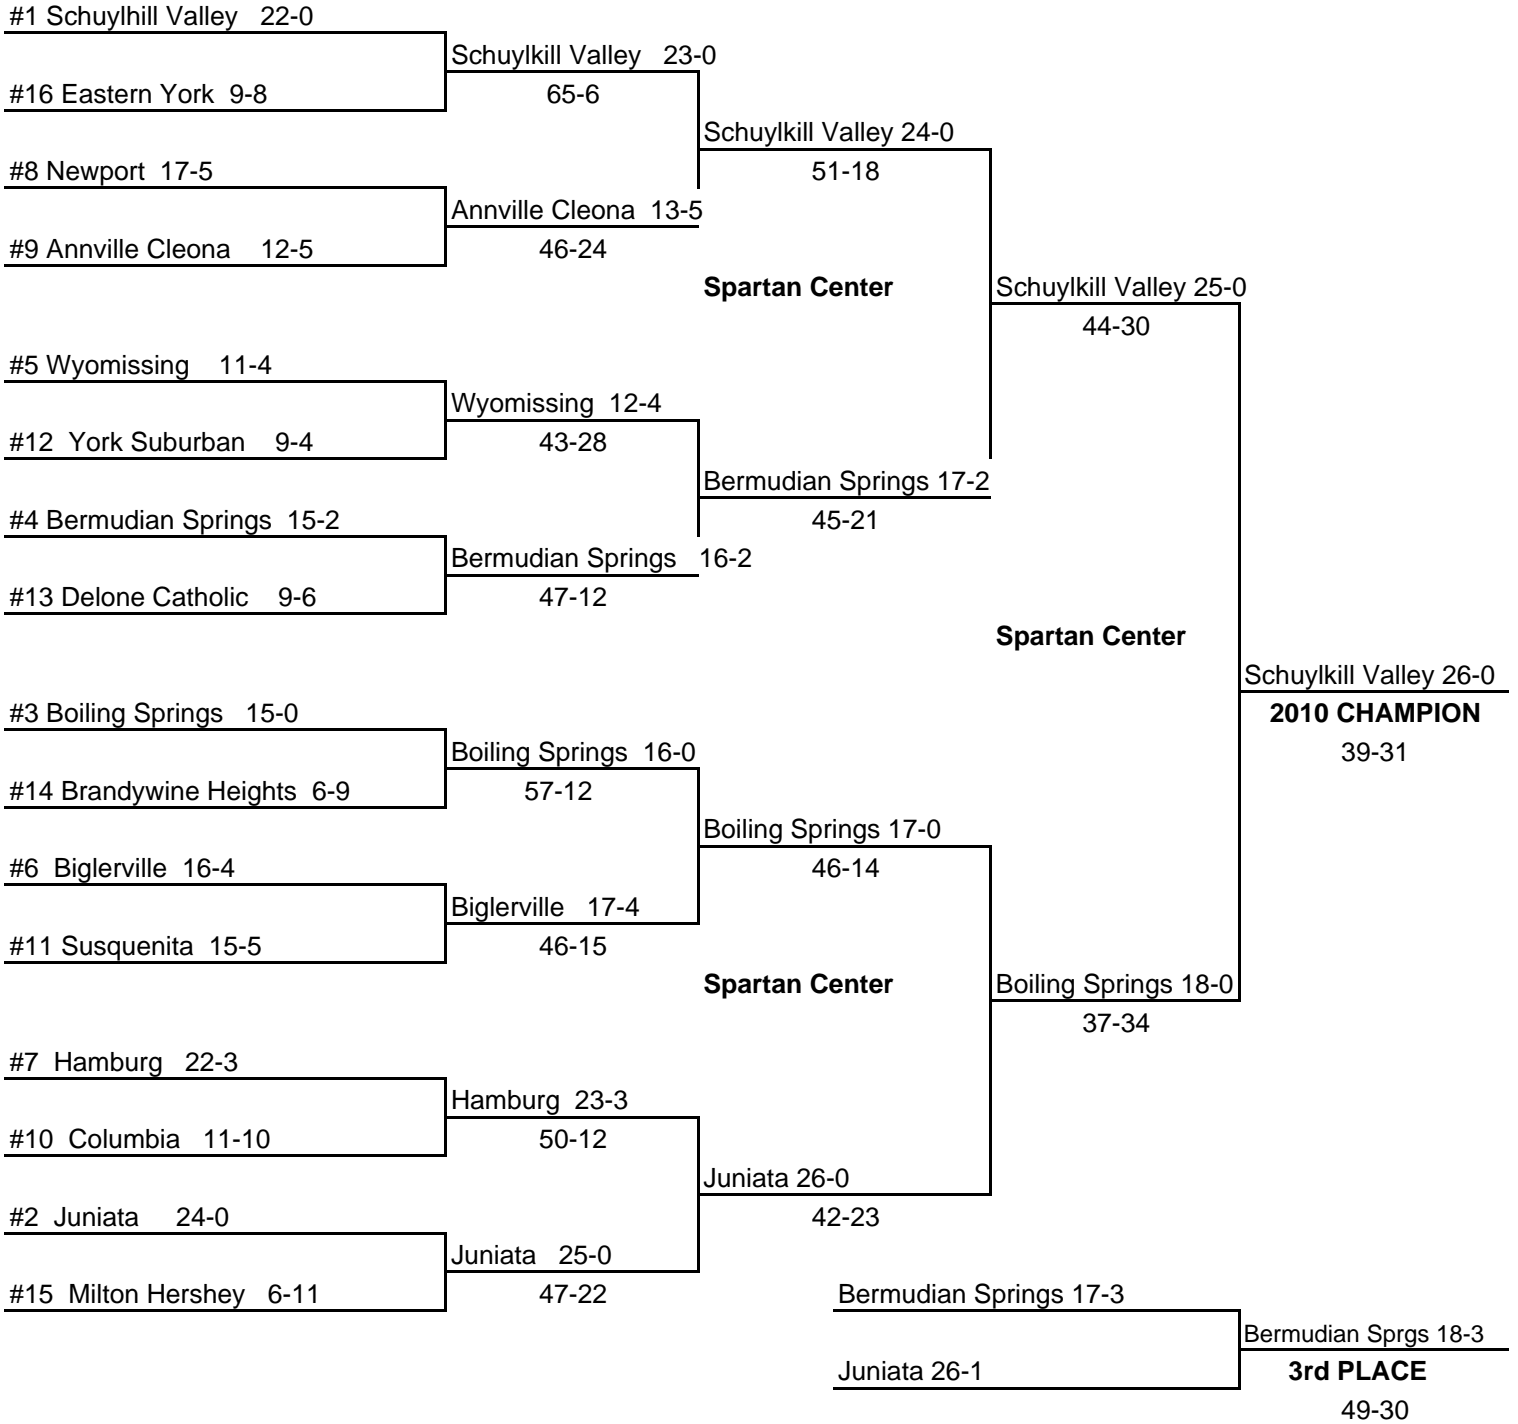 #1 Schuylhill Valley 22-0
Schuylkill Valley 23-0
#16 Eastern York 9-8
65-6
Schuylkill Valley 24-0
#8 Newport 17-5
51-18
Annville Cleona 13-5
#9 Annville Cleona 12-5
46-24
Spartan Center
Schuylkill Valley 25-0
44-30
#5 Wyomissing 11-4
Wyomissing 12-4
#12 York Suburban 9-4
43-28
Bermudian Springs 17-2
#4 Bermudian Springs 15-2
45-21
Bermudian Springs 16-2
#13 Delone Catholic 9-6
47-12
Spartan Center
Schuylkill Valley 26-0
#3 Boiling Springs 15-0
2010 CHAMPION
Boiling Springs 16-0
39-31
#14 Brandywine Heights 6-9
57-12
Boiling Springs 17-0
#6 Biglerville 16-4
46-14
Biglerville 17-4
#11 Susquenita 15-5
46-15
Spartan Center
Boiling Springs 18-0
37-34
#7 Hamburg 22-3
Hamburg 23-3
#10 Columbia 11-10
50-12
Juniata 26-0
#2 Juniata 24-0
42-23
Juniata 25-0
#15 Milton Hershey 6-11
47-22
Bermudian Springs 17-3
Bermudian Sprgs 18-3
Juniata 26-1
3rd PLACE
49-30